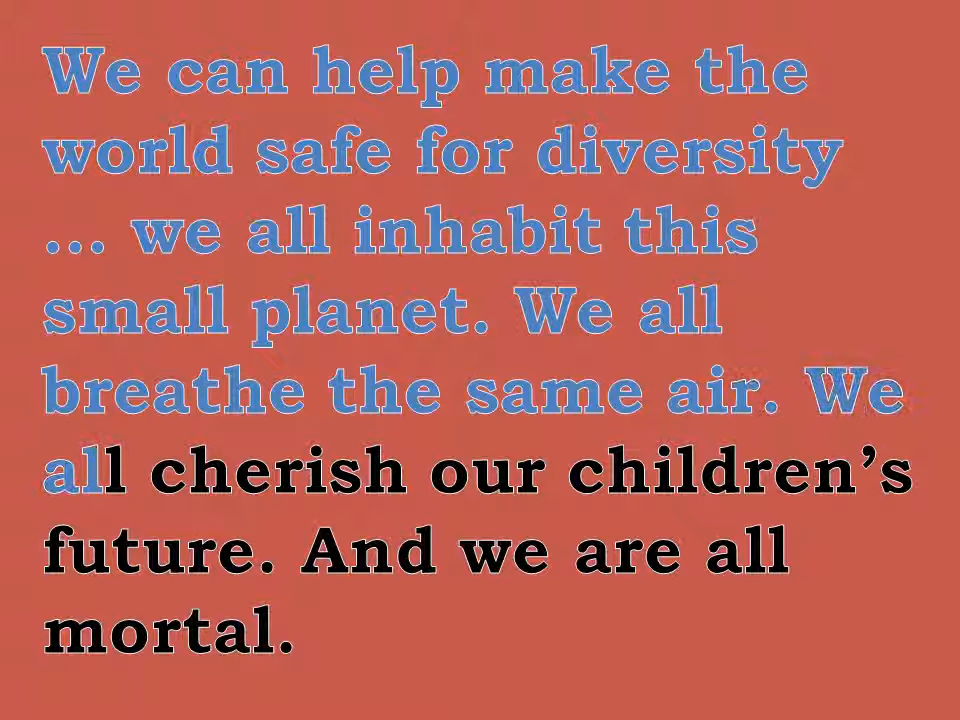 We can help make the
world safe for diversity
... we all inhabit this
small planet. We all
breathe the same air. We
all cherish our children’s
future. And we are all
mortal.